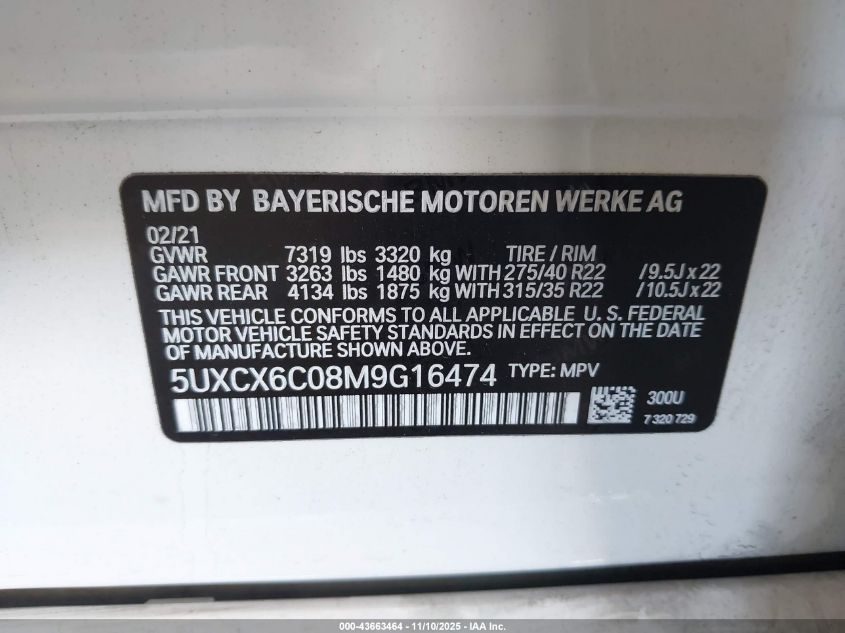 MFD BY BAYERISCHE MOTOREN WERKE AG
02/21
GVWR 7319 lbs 3320 kg TIRE / RIM
GAWR FRONT 3263 lbs 1480 kg WITH 275/40 R22 /9.5J x 22
GAWR REAR 4134 lbs 1875 kg WITH 315/35 R22 /10.5J x 22
THIS VEHICLE CONFORMS TO ALL APPLICABLE U. S. FEDERAL
MOTOR VEHICLE SAFETY STANDARDS IN EFFECT ON THE DATE
OF MANUFACTURE SHOWN ABOVE.
5UXCX6C08M9G16474 TYPE: MPV
300U
7 320 729
000-43663464 - 11/10/2025 - IAA Inc.